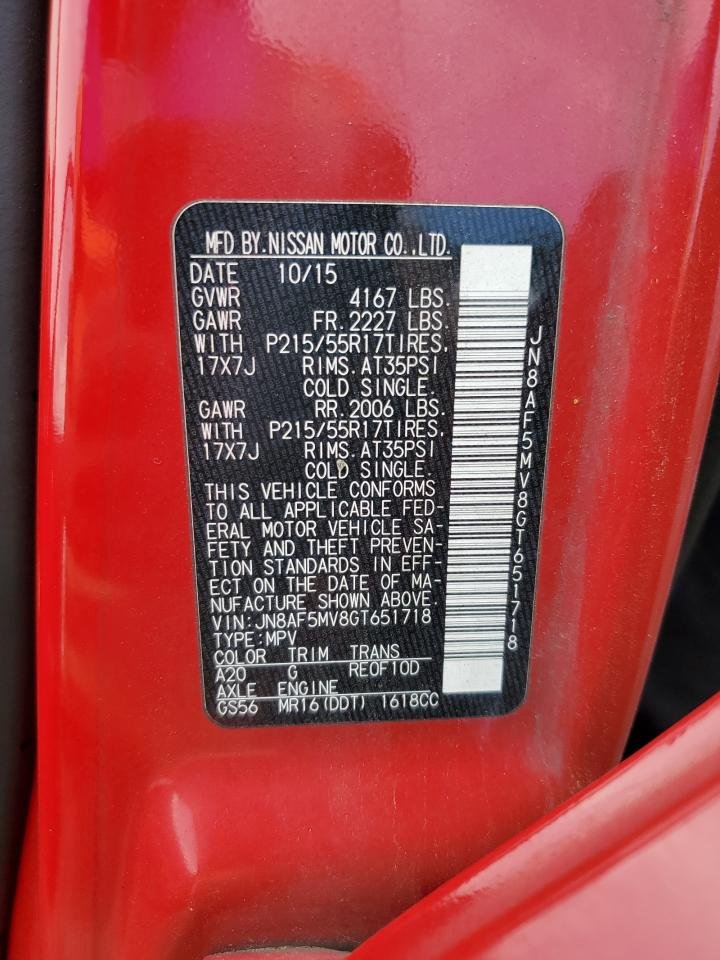 MFD BY.NISSAN MOTOR CO.,LTD.
DATE 10/15
GVWR 4167 LBS.
GAWR FR.2227 LBS.
WITH P215/55R17TIRES,
17X7J RIMS.AT35PSI
COLD SINGLE.
GAWR RR.2006 LBS.
WITH P215/55R17TIRES,
17X7J RIMS.AT35PSI
COLD SINGLE.
THIS VEHICLE CONFORMS
TO ALL APPLICABLE FED-
ERAL MOTOR VEHICLE SA-
FETY AND THEFT PREVEN-
TION STANDARDS IN EFF-
ECT ON THE DATE OF MA-
NUFACTURE SHOWN ABOVE.
VIN:JN8AF5MV8GT651718
TYPE:MPV
COLOR TRIM TRANS
A20 G REOF10D
AXLE ENGINE
GS56 MR16(DDT) 1618CC
JN8AF5MV8GT651718